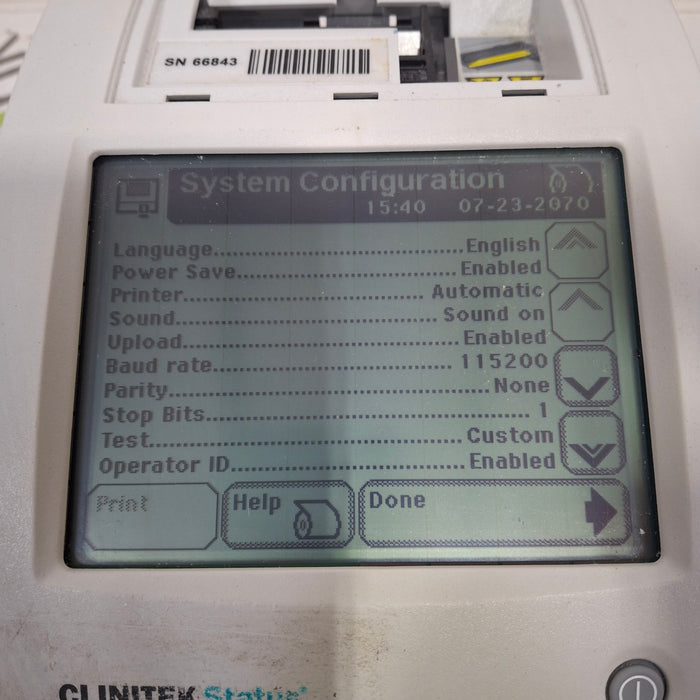 SN 66843
System Configuration
15:40 07-23-2070
Language..............................English
Power Save..........................Enabled
Printer............................. Automatic
Sound............................... Sound on
Upload................................Enabled
Baud rate............................ 115200
Parity.....................................None
Stop Bits...................................... 1
Test.....................................Custom
Operator ID...........................Enabled
Print Help Done
CLINITEK Status